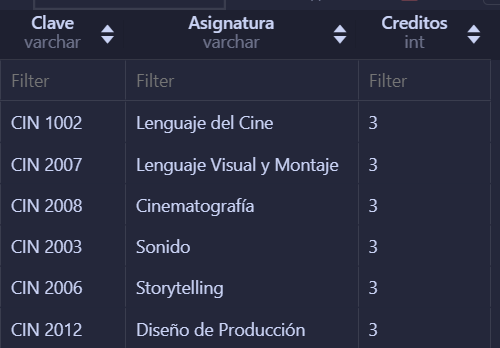 Clave Asignatura Creditos
varchar varchar int
Filter Filter Filter
CIN 1002 Lenguaje del Cine 3
CIN 2007 Lenguaje Visual y Montaje 3
CIN 2008 Cinematografía 3
CIN 2003 Sonido 3
CIN 2006 Storytelling 3
CIN 2012 Diseño de Producción 3